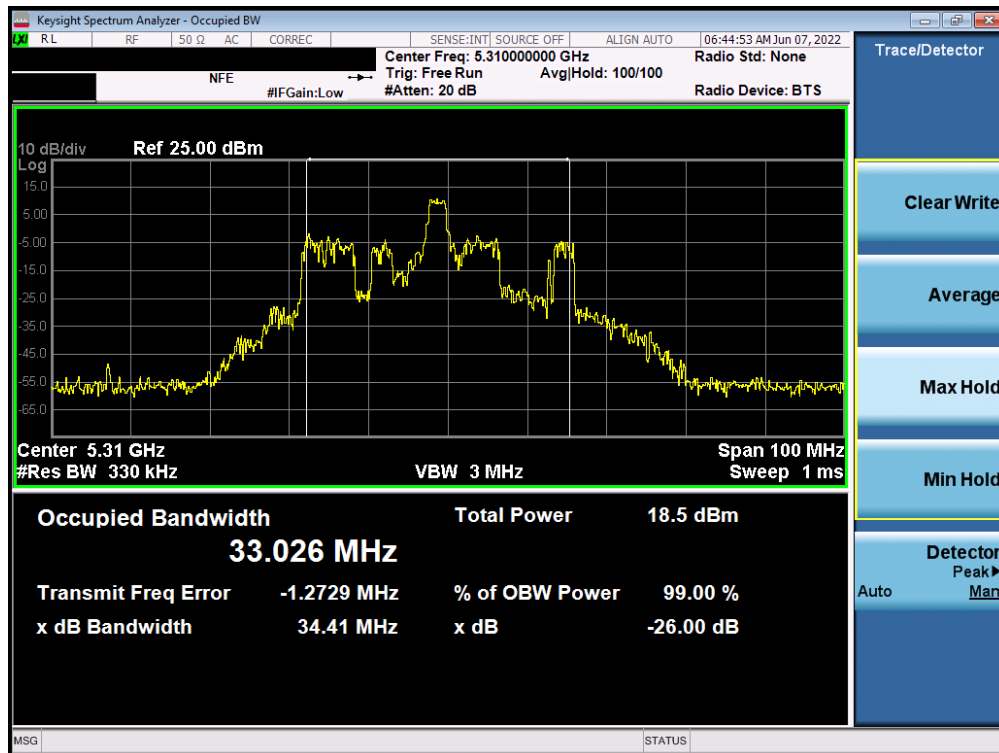 Keysight Spectrum Analyzer - Occupied BW
LXI RL RF 50 Ω AC CORREC SENSE:INT SOURCE OFF ALIGN AUTO 06:44:53 AM Jun 07, 2022
Center Freq: 5.310000000 GHz Radio Std: None
NFE Trig: Free Run Avg|Hold: 100/100
#IFGain:Low #Atten: 20 dB Radio Device: BTS
10 dB/div Ref 25.00 dBm
Log
15.0
5.00
-5.00
-15.0
-25.0
-35.0
-45.0
-55.0
-65.0
Center 5.31 GHz Span 100 MHz
#Res BW 330 kHz VBW 3 MHz Sweep 1 ms
Occupied Bandwidth Total Power 18.5 dBm
33.026 MHz
Transmit Freq Error -1.2729 MHz % of OBW Power 99.00 %
x dB Bandwidth 34.41 MHz x dB -26.00 dB
MSG STATUS
Trace/Detector
Clear Write
Average
Max Hold
Min Hold
Detector
Peak
Auto Man